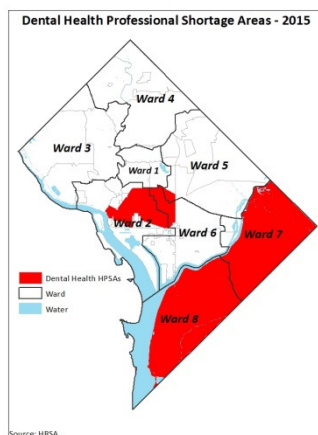 Dental Health Professional Shortage Areas - 2015
Ward 4
Ward 3
Ward 1
Ward 5
Ward 2
Ward 6
Ward 7
Ward 8
Dental Health HPSAs
Ward
Water
Source: HRSA